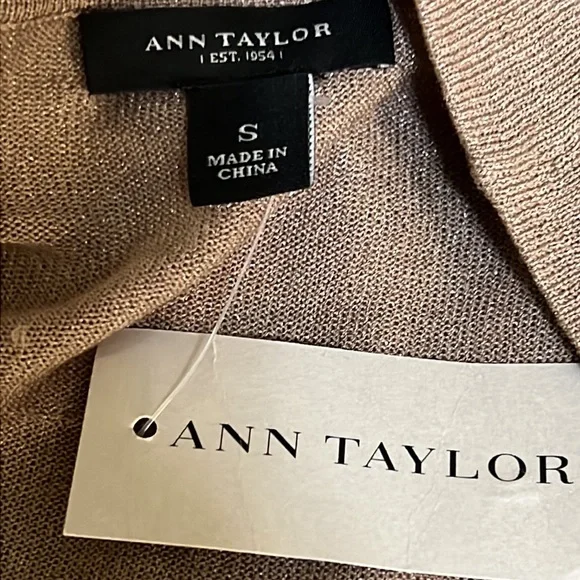 ANN TAYLOR
| EST. 1954 |
S
MADE IN
CHINA
ANN TAYLOR